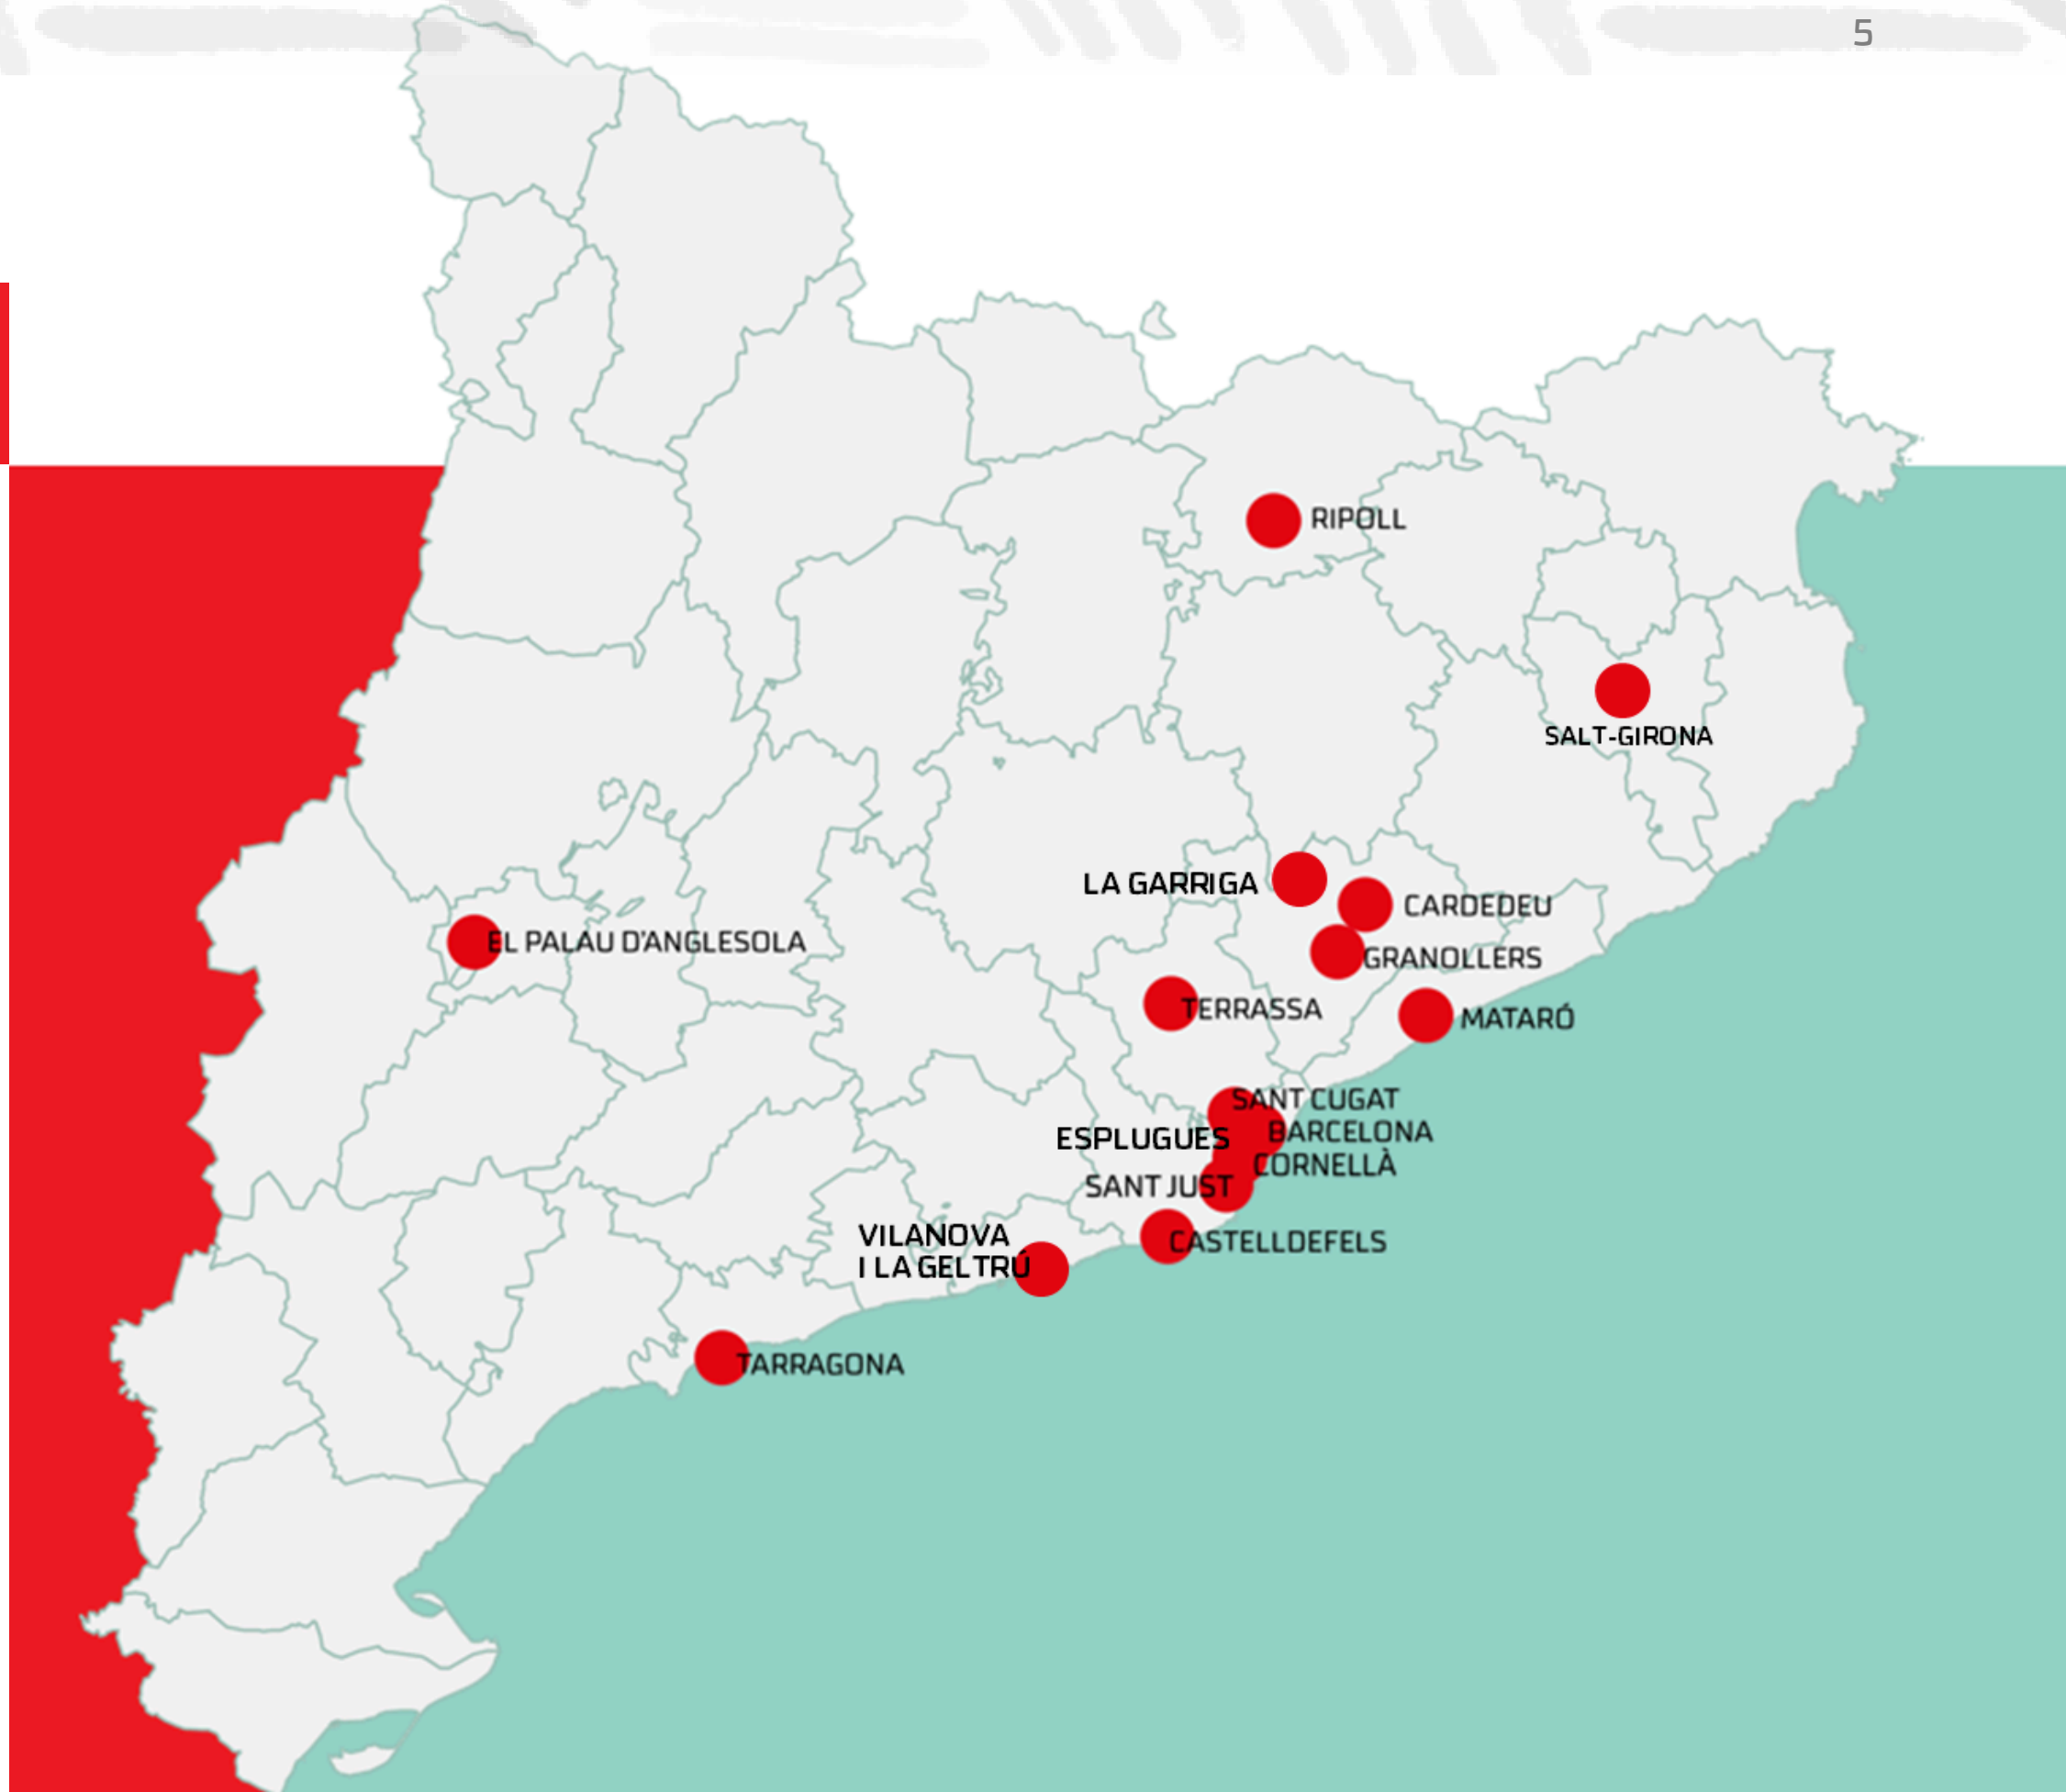 5
RIPOLL
SALT-GIRONA
LA GARRIGA
CARDEDEU
EL PALAU D'ANGLESOLA
GRANOLLERS
TERRASSA
MATARÓ
SANT CUGAT
BARCELONA
ESPLUGUES
CORNELLÀ
SANT JUST
VILANOVA
I LA GELTRÚ
CASTELLDEFELS
TARRAGONA